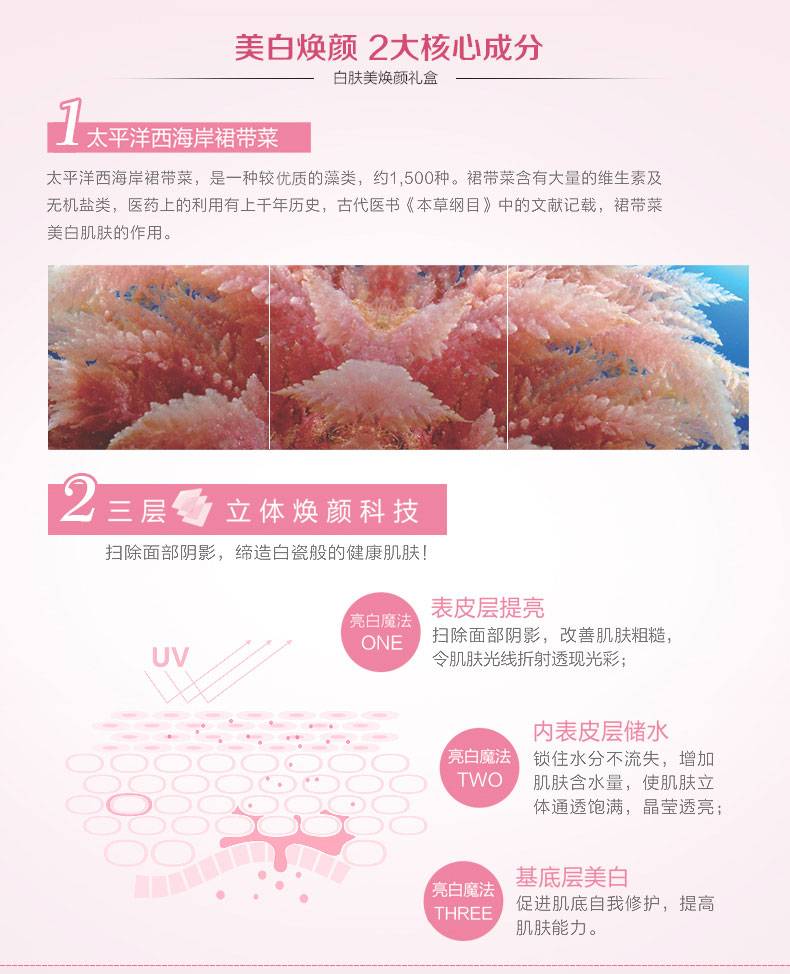 美白焕颜 2大核心成分
白肤美焕颜礼盒
1 太平洋西海岸裙带菜
太平洋西海岸裙带菜，是一种较优质的藻类，约1,500种。裙带菜含有大量的维生素及
无机盐类，医药上的利用有上千年历史，古代医书《本草纲目》中的文献记载，裙带菜
美白肌肤的作用。
2 三层 立体焕颜科技
扫除面部阴影，缔造白瓷般的健康肌肤！
亮白魔法
ONE
表皮层提亮
扫除面部阴影，改善肌肤粗糙，
令肌肤光线折射透现光彩；
UV
亮白魔法
TWO
内表皮层储水
锁住水分不流失，增加
肌肤含水量，使肌肤立
体通透饱满，晶莹透亮；
亮白魔法
THREE
基底层美白
促进肌底自我修护，提高
肌肤能力。